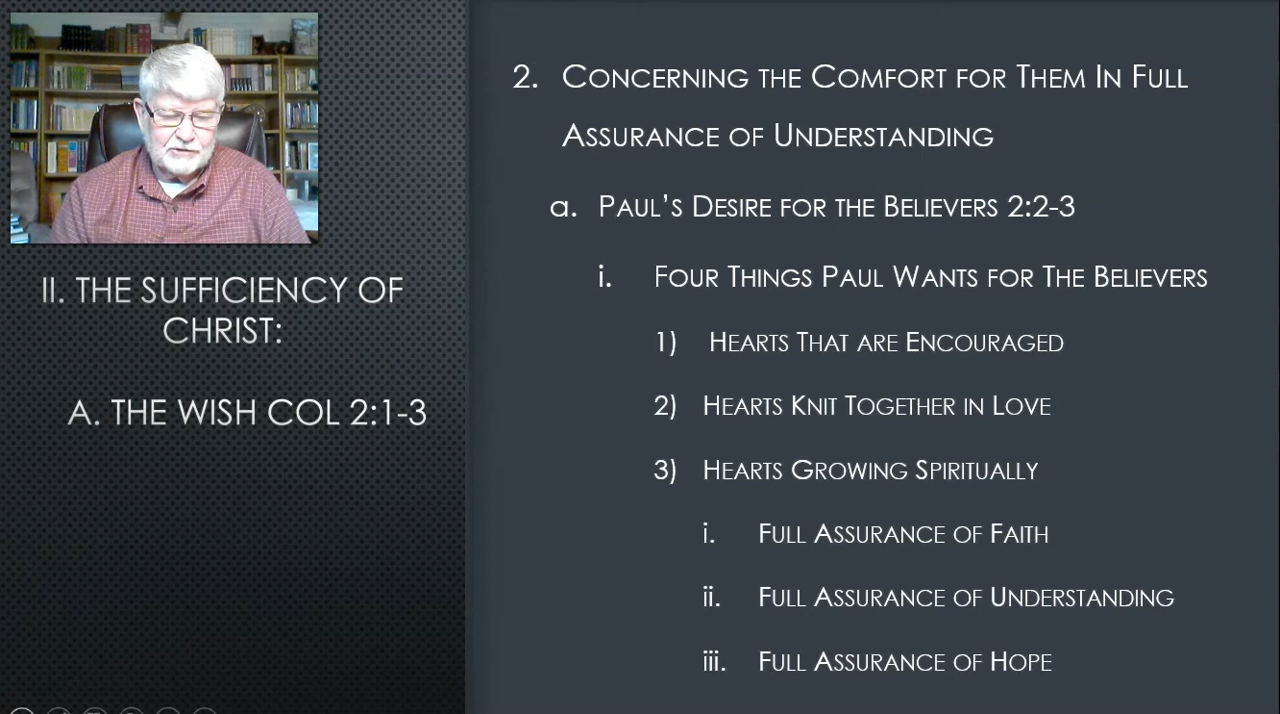 II. THE SUFFICIENCY OF
CHRIST:
A. THE WISH COL 2:1-3
2. CONCERNING THE COMFORT FOR THEM IN FULL
ASSURANCE OF UNDERSTANDING
a. PAUL'S DESIRE FOR THE BELIEVERS 2:2-3
i. FOUR THINGS PAUL WANTS FOR THE BELIEVERS
1) HEARTS THAT ARE ENCOURAGED
2) HEARTS KNIT TOGETHER IN LOVE
3) HEARTS GROWING SPIRITUALLY
i. FULL ASSURANCE OF FAITH
ii. FULL ASSURANCE OF UNDERSTANDING
iii. FULL ASSURANCE OF HOPE